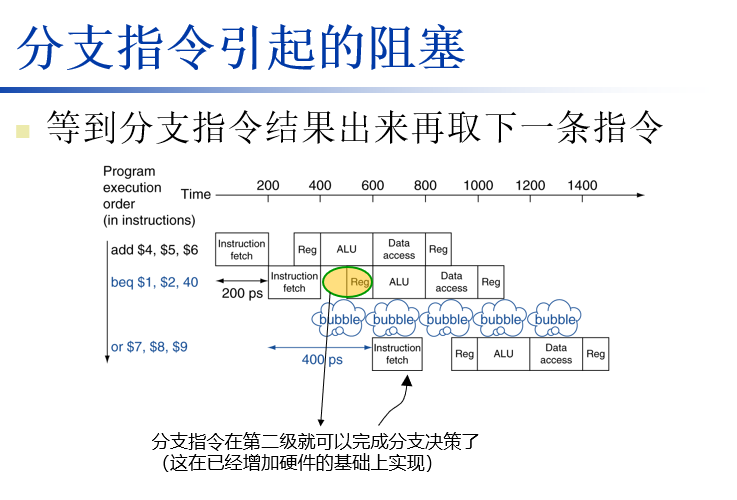 分支指令引起的阻塞
等到分支指令结果出来再取下一条指令
Program
execution
order
(in instructions)
Time
200 400 600 800 1000 1200 1400
add $4, $5, $6
Instruction
fetch
Reg
ALU
Data
access
Reg
beq $1, $2, 40
200 ps
Instruction
fetch
Reg
ALU
Data
access
Reg
bubble bubble bubble bubble bubble
or $7, $8, $9
400 ps
Instruction
fetch
Reg
ALU
Data
access
Reg
分支指令在第二级就可以完成分支决策了
（这在已经增加硬件的基础上实现）